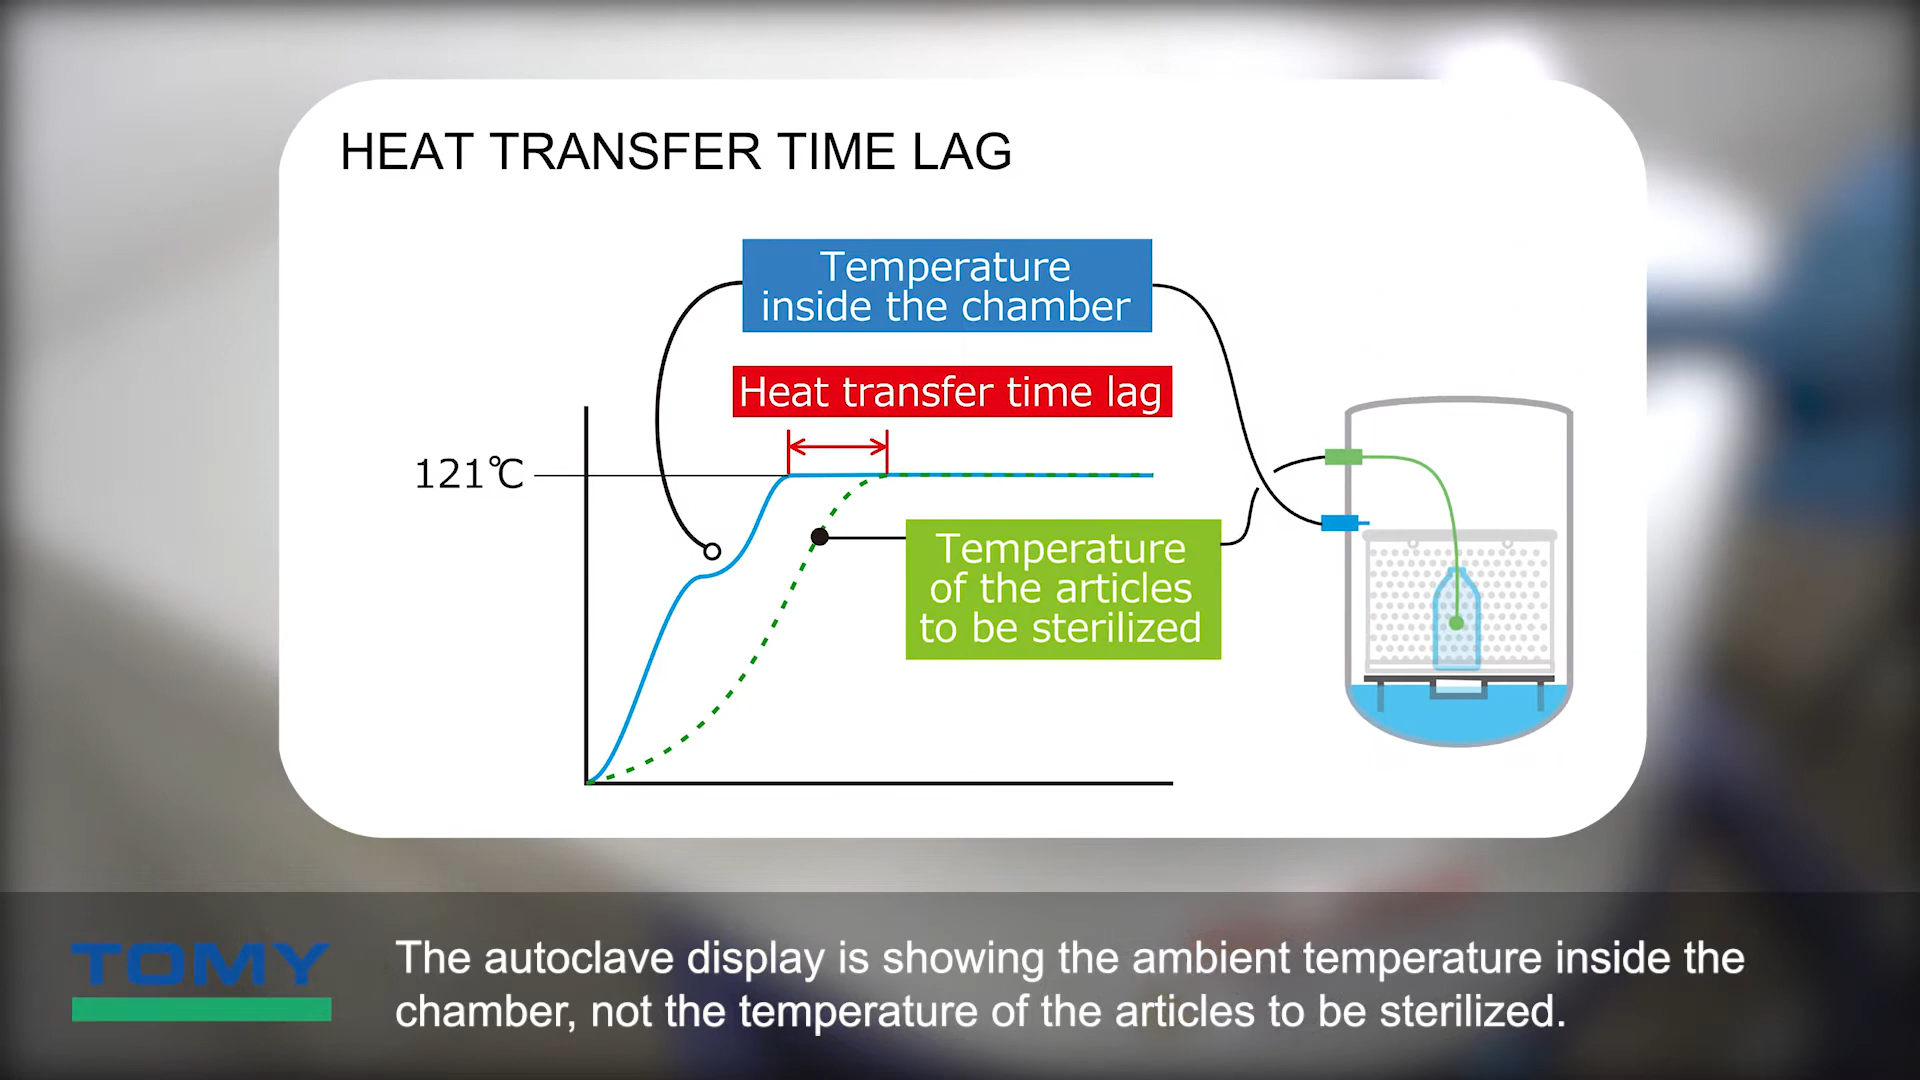 HEAT TRANSFER TIME LAG
Temperature
inside the chamber
Heat transfer time lag
121℃
Temperature
of the articles
to be sterilized
TOMY
The autoclave display is showing the ambient temperature inside the
chamber, not the temperature of the articles to be sterilized.